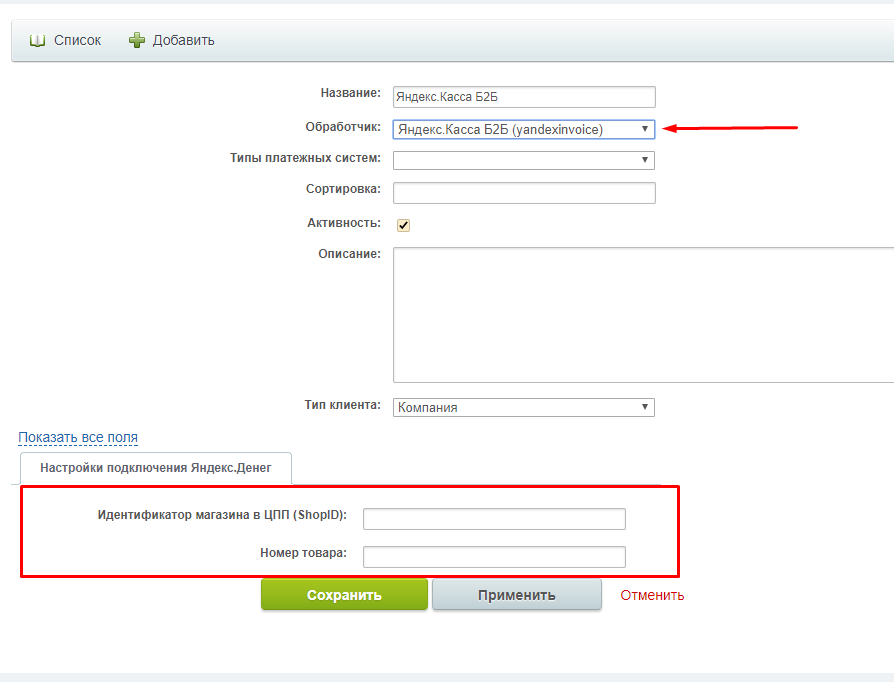 Список Добавить
Название: Яндекс.Касса Б2Б
Обработчик: Яндекс.Касса Б2Б (yandexinvoice)
Типы платежных систем:
Сортировка:
Активность:
Описание:
Тип клиента: Компания
Показать все поля
Настройки подключения Яндекс.Денег
Идентификатор магазина в ЦПП (ShopID):
Номер товара:
Сохранить Применить Отменить